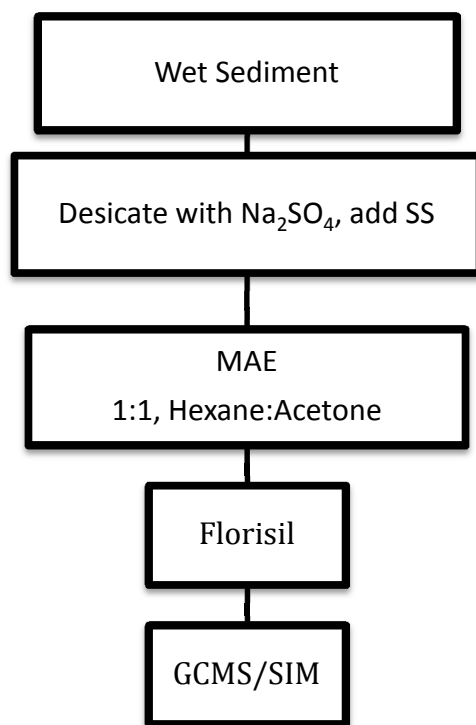 Wet Sediment
Desicate with Na₂SO₄, add SS
MAE
1:1, Hexane:Acetone
Florisil
GCMS/SIM